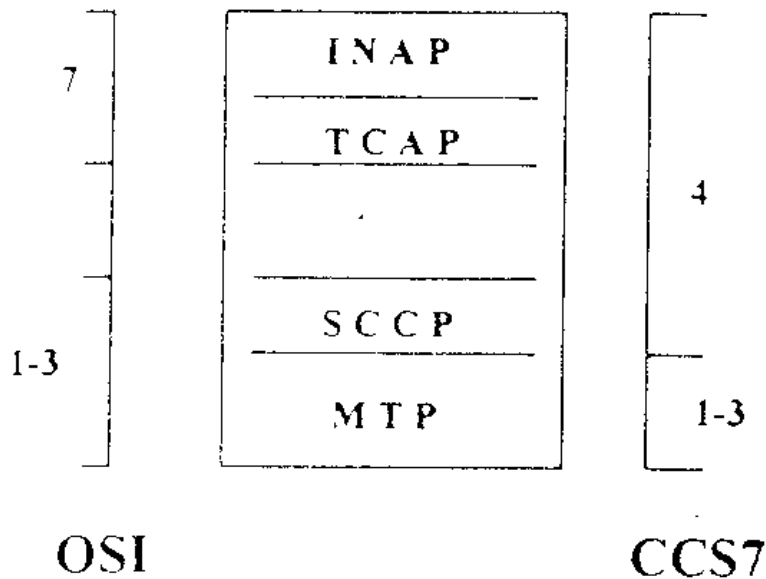 INAP
7
TCAP
4
SCCP
1-3
MTP
1-3
OSI
CCS7